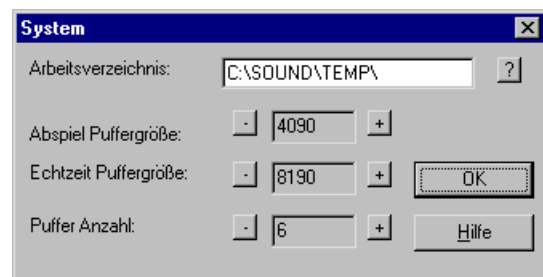 System
Arbeitsverzeichnis: C:\SOUND\TEMP\ ?
Abspiel Puffergröße: - 4090 +
Echtzeit Puffergröße: - 8190 + OK
Puffer Anzahl: - 6 + Hilfe